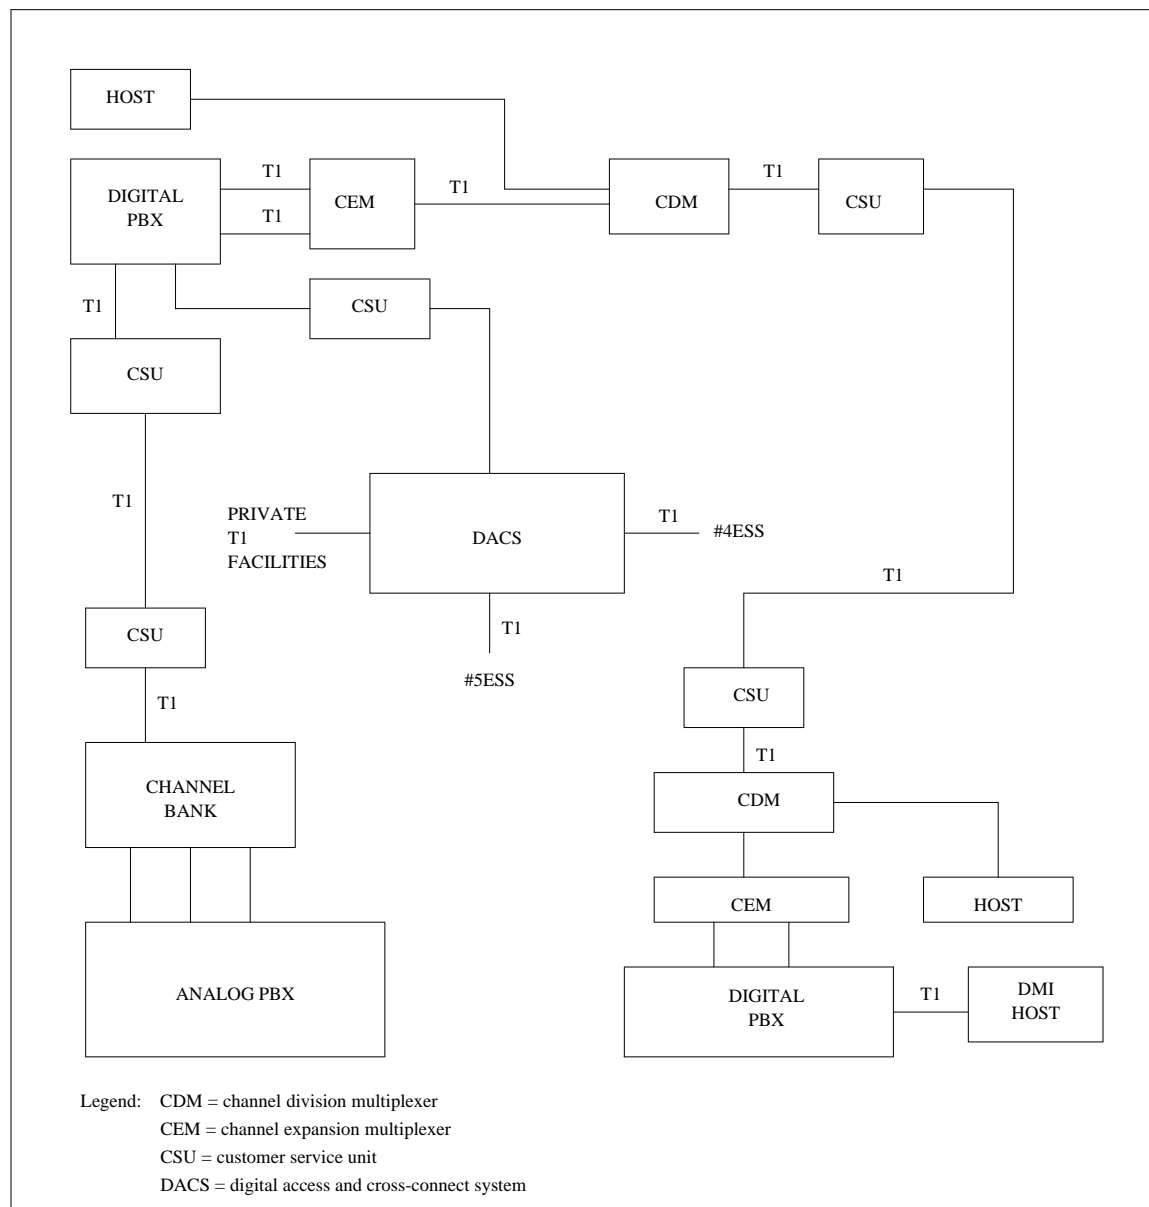 HOST
T1
DIGITAL
PBX
T1
CEM
T1
CDM
T1
CSU
T1
CSU
T1
CSU
T1
PRIVATE
T1
FACILITIES
DACS
T1
#4ESS
T1
T1
#5ESS
CSU
T1
CSU
T1
CHANNEL
BANK
CDM
CEM
HOST
ANALOG PBX
DIGITAL
PBX
T1
DMI
HOST
Legend: CDM = channel division multiplexer
CEM = channel expansion multiplexer
CSU = customer service unit
DACS = digital access and cross-connect system